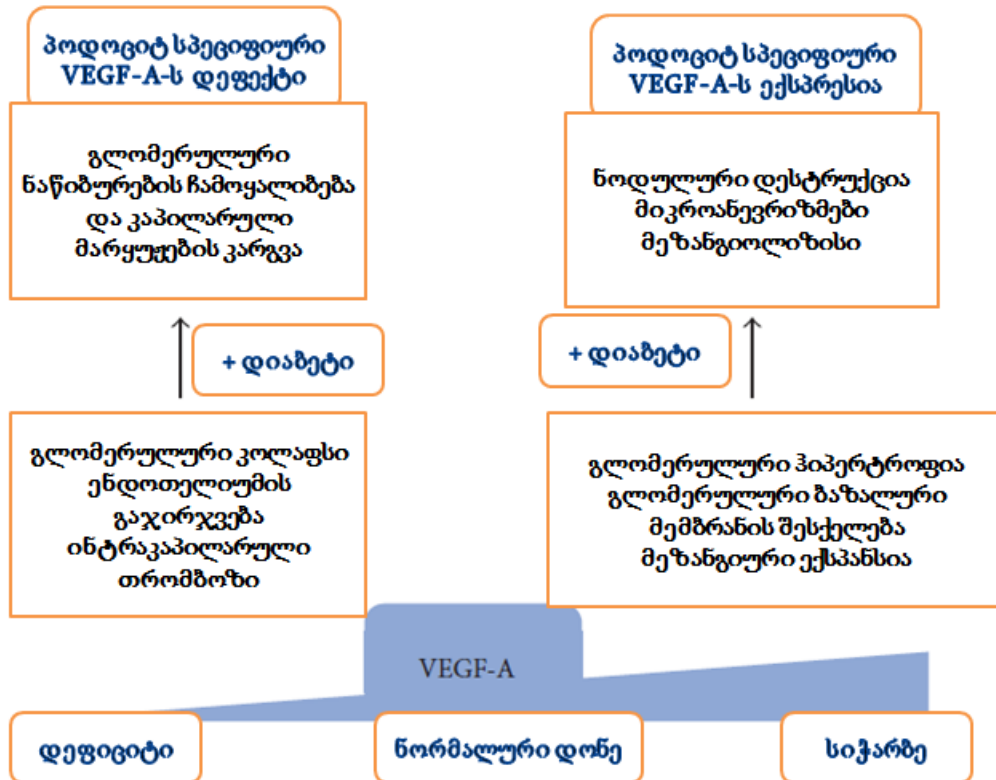 პოდოციტ სპეციფიური
VEGF-A-ს დეფექტი
გლომერულური
ნაწიბურების ჩამოყალიბება
და კაპილარული
მარყუჟების კარგვა
+ დიაბეტი
გლომერულური კოლაფსი
ენდოთელიუმის
გაჯირჯვება
ინტრაკაპილარული
თრომბოზი
პოდოციტ სპეციფიური
VEGF-A-ს ექსპრესია
ნოდულური დესტრუქცია
მიკროანევრიზმები
მეზანგიოლიზისი
+ დიაბეტი
გლომერულური ჰიპერტროფია
გლომერულური ბაზალური
მემბრანის შესქელება
მეზანგიური ექსპანსია
VEGF-A
დეფიციტი
ნორმალური დონე
სიჭარბე